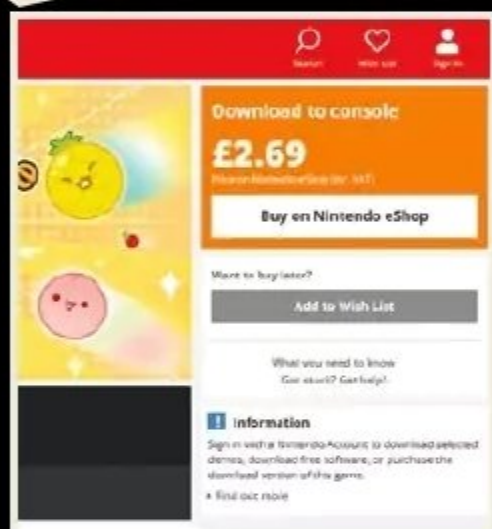 Search
Wish List
Sign In
Download to console
£2.69
Buy on Nintendo eShop
Want to buy later?
Add to Wish List
What you need to know
Got stuck? Get help!
Information
Sign in with a Nintendo Account to download selected
demos, download free software, or purchase the
download version of this game.
Find out more